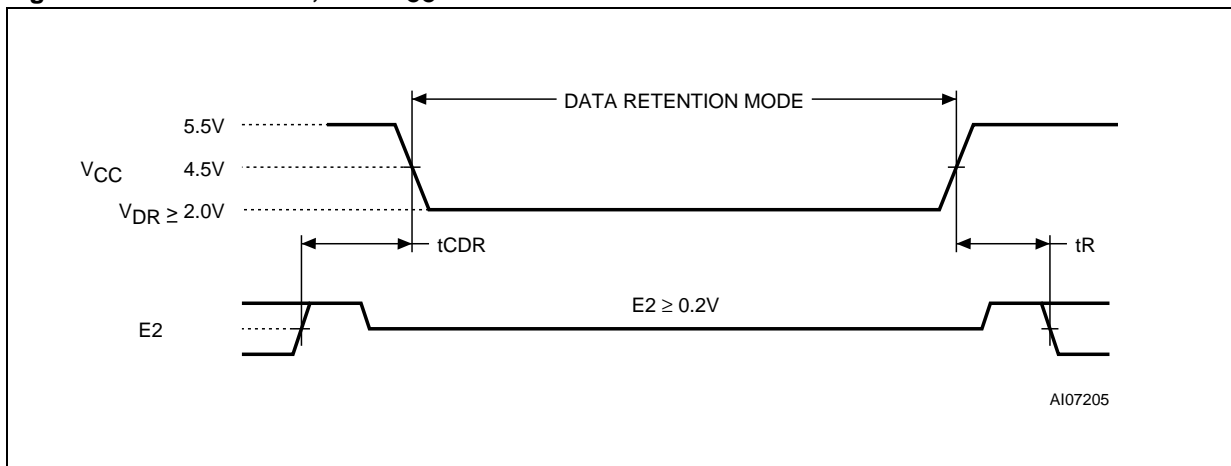 DATA RETENTION MODE
5.5V
VCC 4.5V
VDR ≥ 2.0V
tCDR
tR
E2 ≥ 0.2V
E2
AI07205